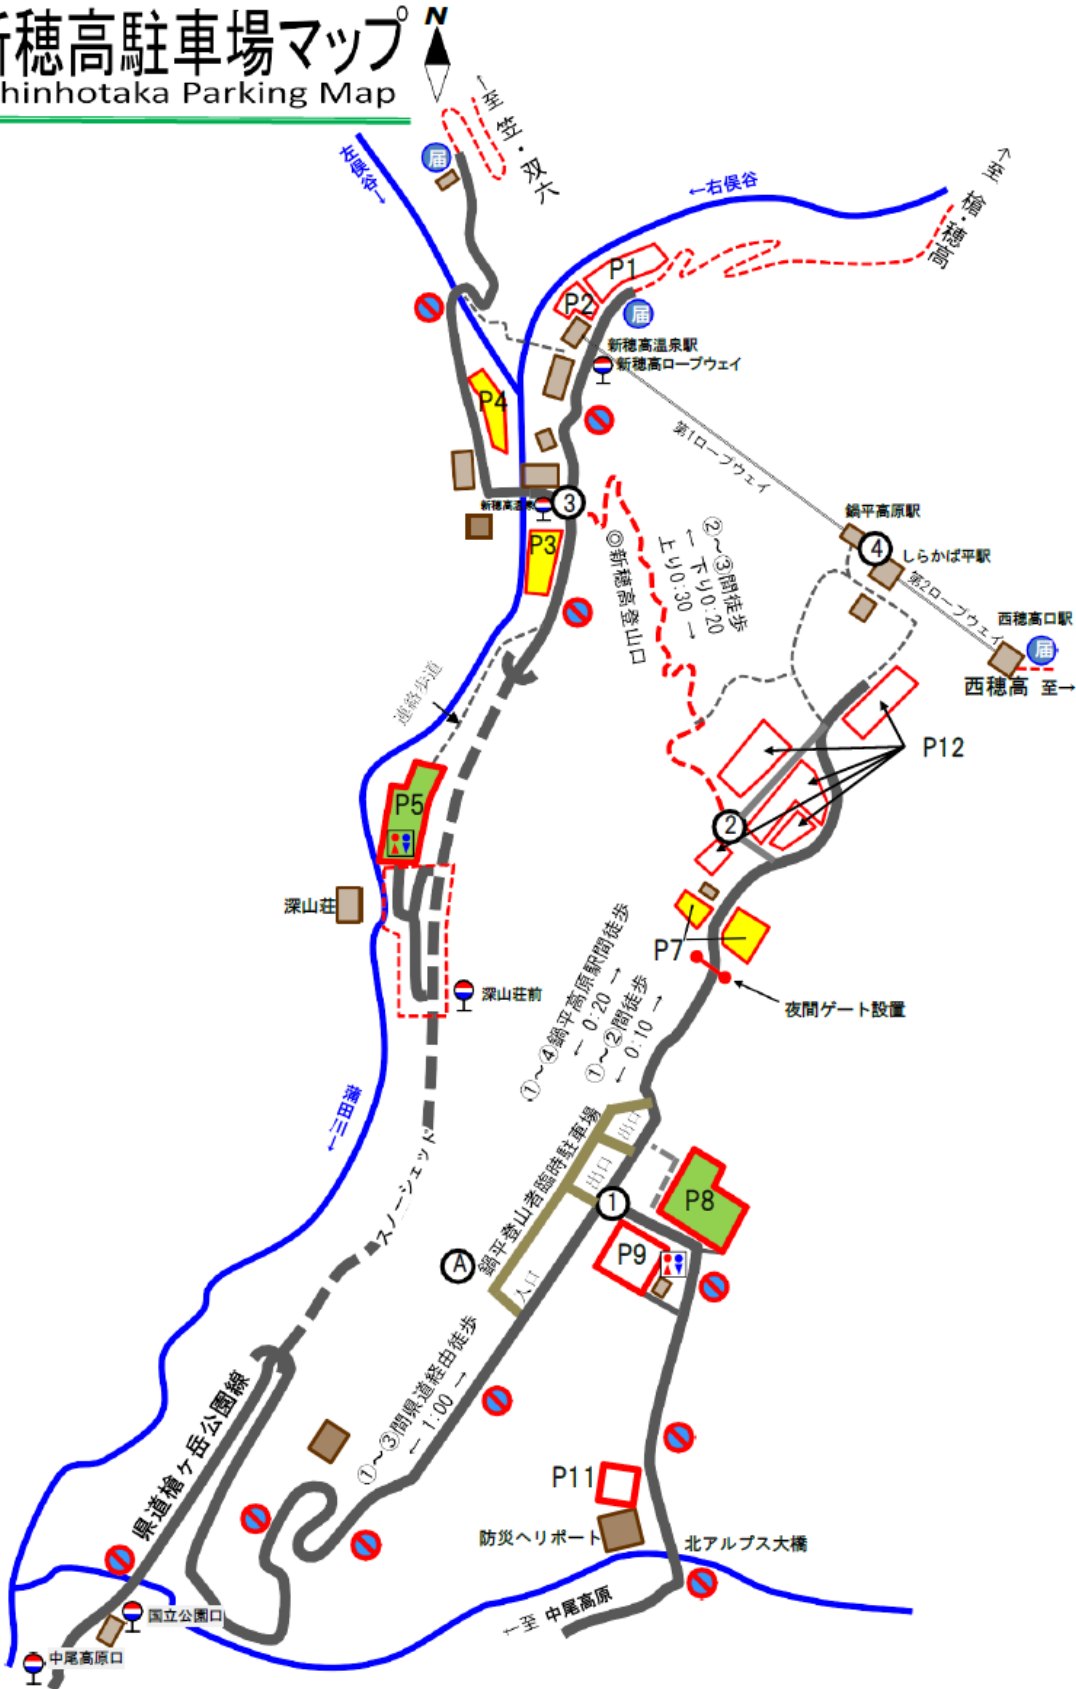 新穂高駐車場マップ
hinhotaka Parking Map
N
←至 笠・双六
届
左俣谷→
←右俣谷
↑至 槍・穂高
P1
P2
届
新穂高温泉駅
新穂高ロープウェイ
P4
第1ロープウェイ
新穂高温泉
③
P3
◎新穂高登山口
②～③間徒歩
← 下り0:20
上り0:30 →
鍋平高原駅
④
しらかば平駅
第2ロープウェイ
西穂高口駅
届
西穂高 至→
連絡歩道
P12
P5
②
深山荘
P7
深山荘前
夜間ゲート設置
①～④鍋平高原駅間徒歩
← 0:20 →
①～②間徒歩
← 0:10 →
蒲田川→
スノーシェッド
鍋平登山者臨時駐車場
出口
出口
入口
①
A
P8
P9
①～③間県道経由徒歩
← 1:00 →
県道槍ヶ岳公園線
P11
防災ヘリポート
北アルプス大橋
←至 中尾高原
国立公園口
中尾高原口